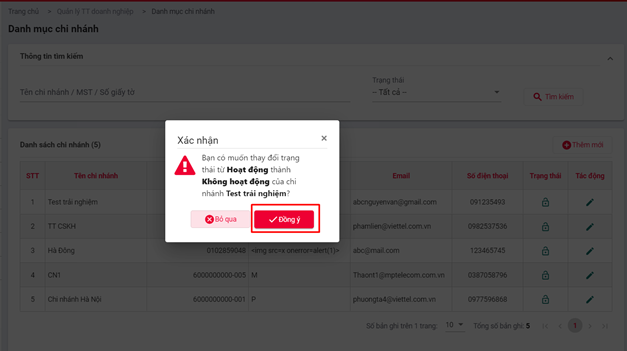 Trang chủ > Quản lý TT doanh nghiệp > Danh mục chi nhánh
Danh mục chi nhánh
Thông tin tìm kiếm
Trạng thái
Tên chi nhánh / MST / Số giấy tờ
-- Tất cả --
Tìm kiếm
Danh sách chi nhánh (5)
Thêm mới
STT Tên chi nhánh Email Số điện thoại Trạng thái Tác động
1 Test trải nghiệm abcnguyenvan@gmail.com 091235493
2 TT CSKH phamlien@viettel.com.vn 0982537536
3 Hà Đông 0102859048 <img src=x onerror=alert(1)> abc@mail.com 123465745
4 CN1 6000000000-005 M Thaont1@mptelecom.com.vn 0387058796
5 Chi nhánh Hà Nội 6000000000-001 P phuongta4@viettel.com.vn 0977596868
Số bản ghi trên 1 trang: 10 Tổng số bản ghi: 5 1
Xác nhận
Bạn có muốn thay đổi trạng
thái từ Hoạt động thành
Không hoạt động của chi
nhánh Test trải nghiệm?
Bỏ qua
Đồng ý